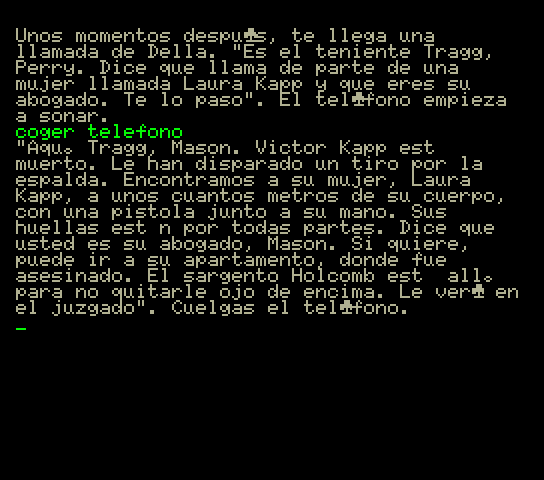 Unos momentos despu♣s, te llega una
llamada de Della. "Es el teniente Tragg,
Perry. Dice que llama de parte de una
mujer llamada Laura Kapp y que eres su
abogado. Te lo paso". El tel♣fono empieza
a sonar.
coger telefono
"Aqu∘ Tragg, Mason. Victor Kapp est
muerto. Le han disparado un tiro por la
espalda. Encontramos a su mujer, Laura
Kapp, a unos cuantos metros de su cuerpo,
con una pistola junto a su mano. Sus
huellas est n por todas partes. Dice que
usted es su abogado, Mason. Si quiere,
puede ir a su apartamento, donde fue
asesinado. El sargento Holcomb est  all∘
para no quitarle ojo de encima. Le ver♣ en
el juzgado". Cuelgas el tel♣fono.
_